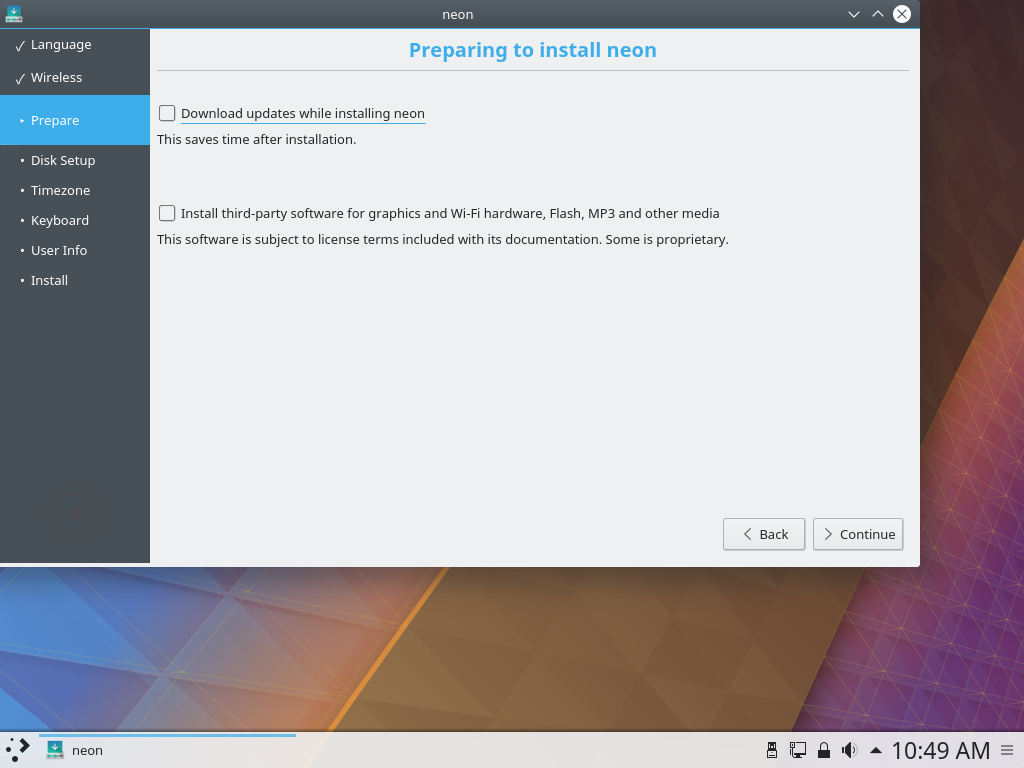 neon
Language
Wireless
Prepare
Disk Setup
Timezone
Keyboard
User Info
Install
Preparing to install neon
Download updates while installing neon
This saves time after installation.
Install third-party software for graphics and Wi-Fi hardware, Flash, MP3 and other media
This software is subject to license terms included with its documentation. Some is proprietary.
Back
Continue
neon
10:49 AM